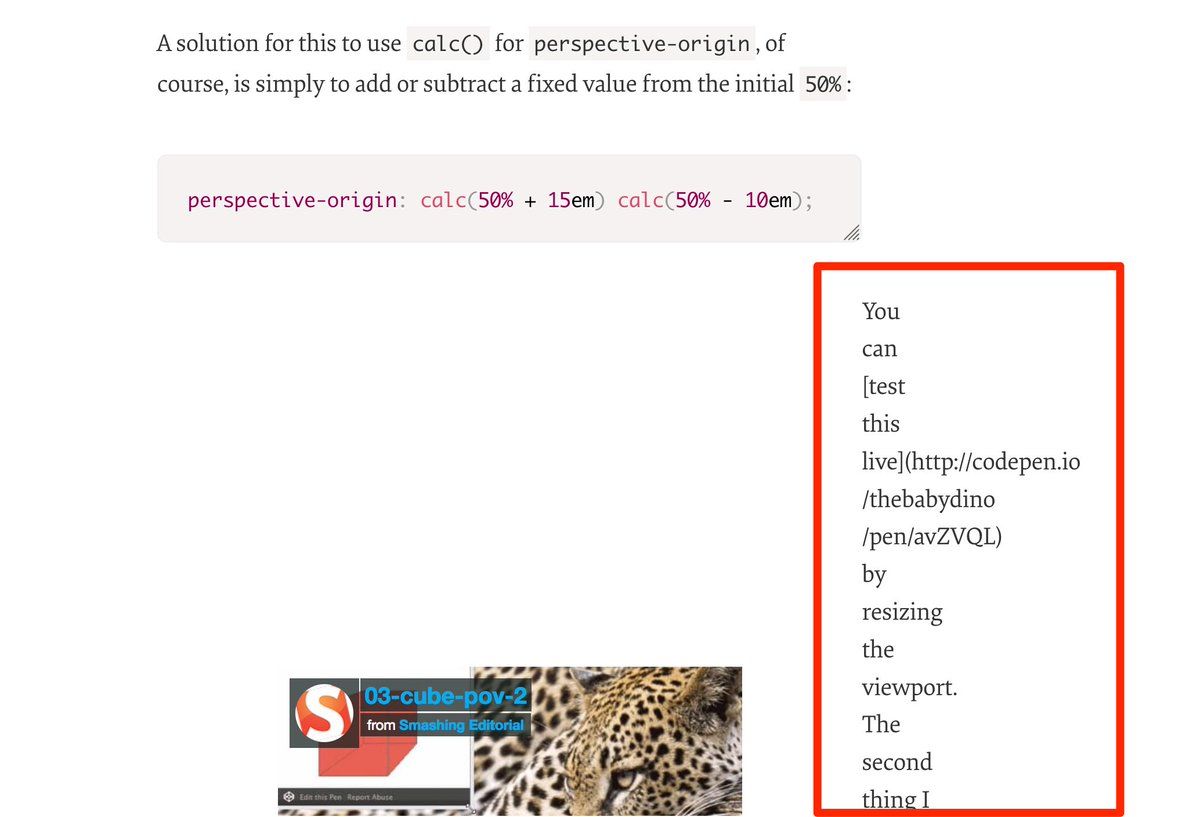 A solution for this to use calc() for perspective-origin, of
course, is simply to add or subtract a fixed value from the initial 50%:
perspective-origin: calc(50% + 15em) calc(50% - 10em);
You
can
[test
this
live](http://codepen.io
/thebabydino
/pen/avZVQL)
by
resizing
the
viewport.
The
second
thing I
03-cube-pov-2
from Smashing Editorial
Edit this Pen Report Abuse